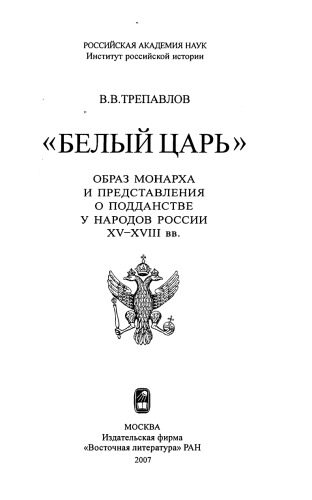 РОССИЙСКАЯ АКАДЕМИЯ НАУК
Институт российской истории
В.В.ТРЕПАВЛОВ
«БЕЛЫЙ ЦАРЬ»
ОБРАЗ МОНАРХА
И ПРЕДСТАВЛЕНИЯ
О ПОДДАНСТВЕ
У НАРОДОВ РОССИИ
XV–XVIII вв.
МОСКВА
Издательская фирма
«Восточная литература» РАН
2007